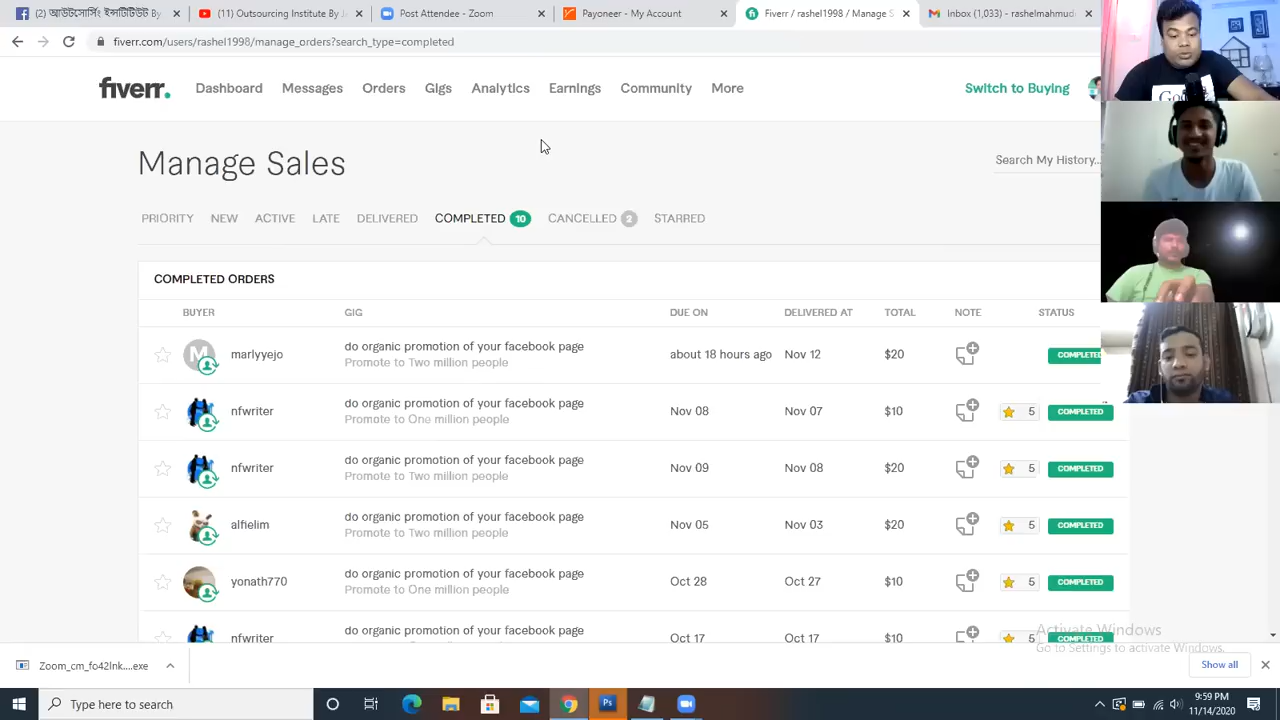 (1) আউটসোর্সিং ইনস্টিটিউট By
(1) Outsourcing Institute By J
Post Attendee - Zoom
Payoneer - My Account
Fiverr / rashel1998 / Manage S
Inbox (1,033) - rashelmahmud
fiverr.com/users/rashel1998/manage_orders?search_type=completed
fiverr. Dashboard Messages Orders Gigs Analytics Earnings Community More Switch to Buying
Manage Sales
Search My History...
PRIORITY NEW ACTIVE LATE DELIVERED COMPLETED 10 CANCELLED 2 STARRED
COMPLETED ORDERS
BUYER GIG DUE ON DELIVERED AT TOTAL NOTE STATUS
M marlyyejo do organic promotion of your facebook page about 18 hours ago Nov 12 $20 COMPLETED
Promote to Two million people
nfwriter do organic promotion of your facebook page Nov 08 Nov 07 $10 5 COMPLETED
Promote to One million people
nfwriter do organic promotion of your facebook page Nov 09 Nov 08 $20 5 COMPLETED
Promote to Two million people
alfielim do organic promotion of your facebook page Nov 05 Nov 03 $20 5 COMPLETED
Promote to Two million people
yonath770 do organic promotion of your facebook page Oct 28 Oct 27 $10 5 COMPLETED
Promote to One million people
nfwriter do organic promotion of your facebook page Oct 17 Oct 17 $10 5 COMPLETED
Activate Windows
Go to Settings to activate Windows.
Zoom_cm_fo42lnk....exe
Show all
Type here to search
Ps
9:59 PM
11/14/2020